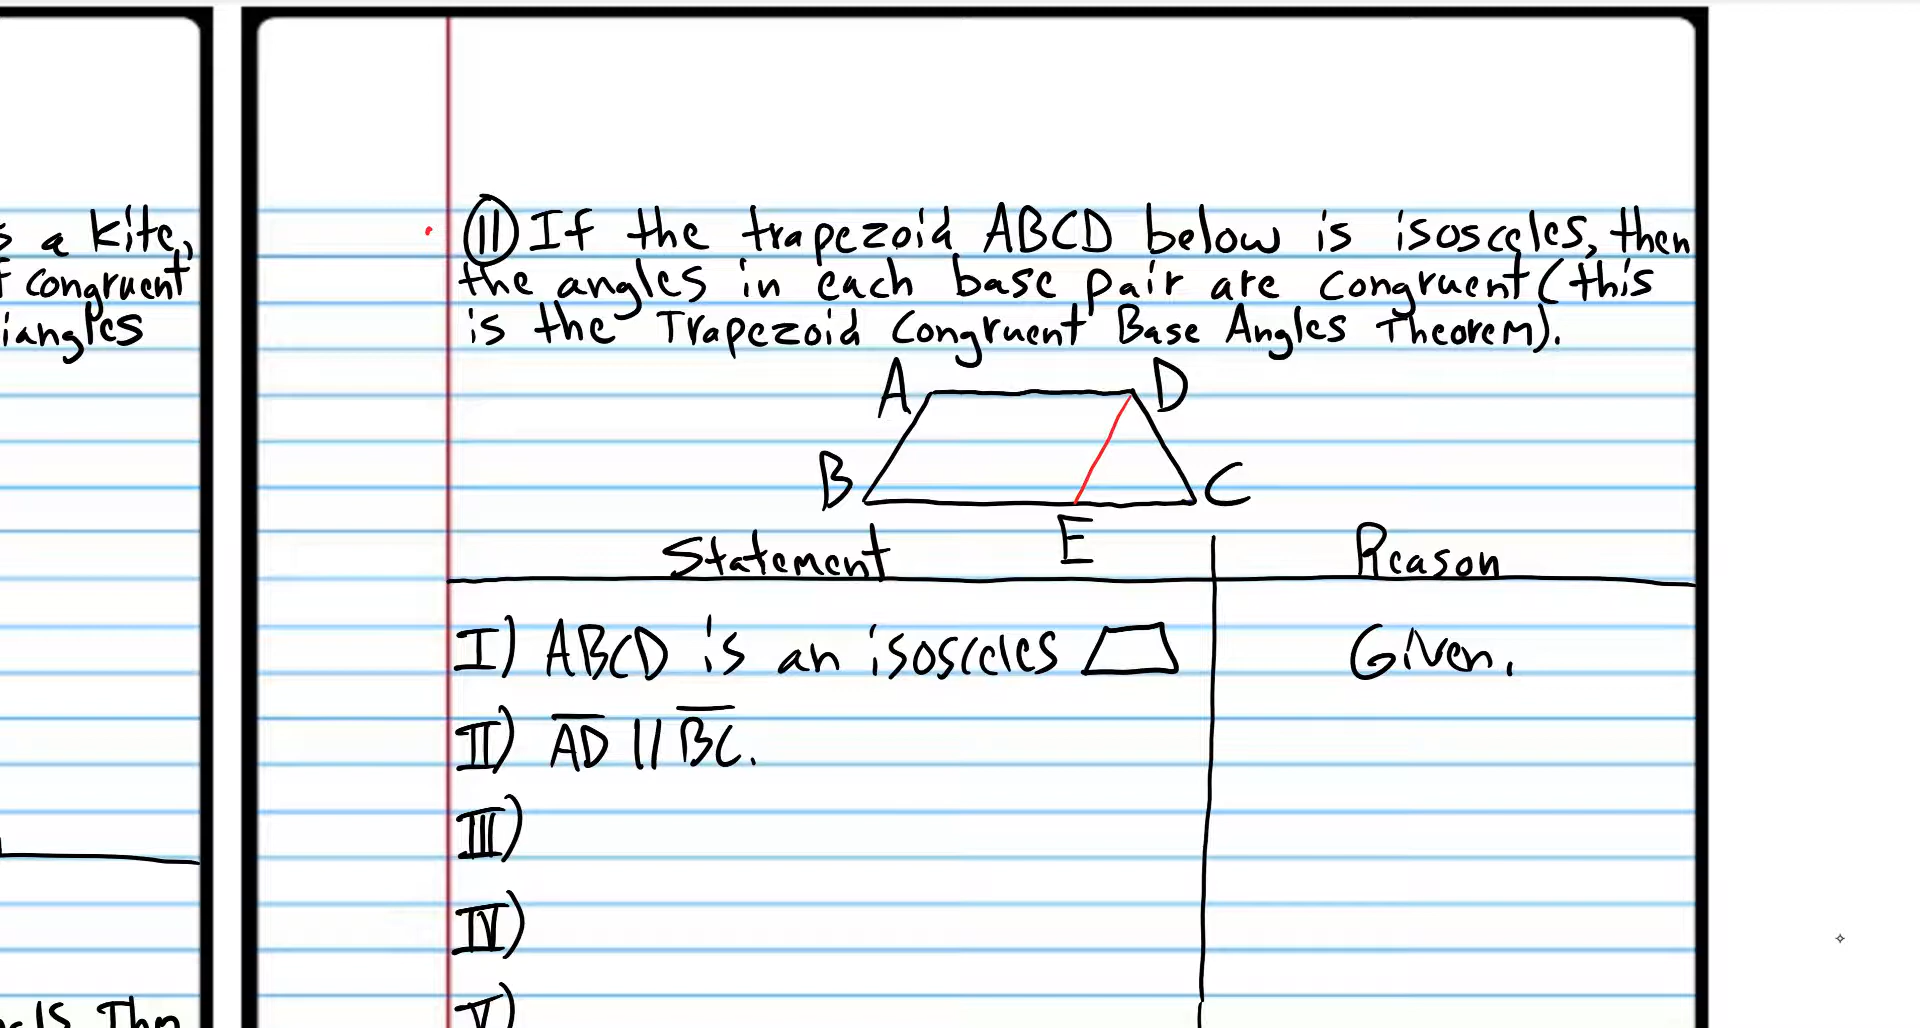 s a kite,
f congruent
iangles
⑪ If the trapezoid ABCD below is isosceles, then
the angles in each base pair are congruent (this
is the Trapezoid Congruent Base Angles Theorem).
A D
B C
E
Statement Reason
I) ABCD is an isosceles Given.
II) AD || BC.
III)
IV)
V)